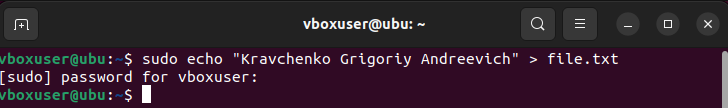 vboxuser@ubu: ~
vboxuser@ubu:~$ sudo echo "Kravchenko Grigoriy Andreevich" > file.txt
[sudo] password for vboxuser:
vboxuser@ubu:~$